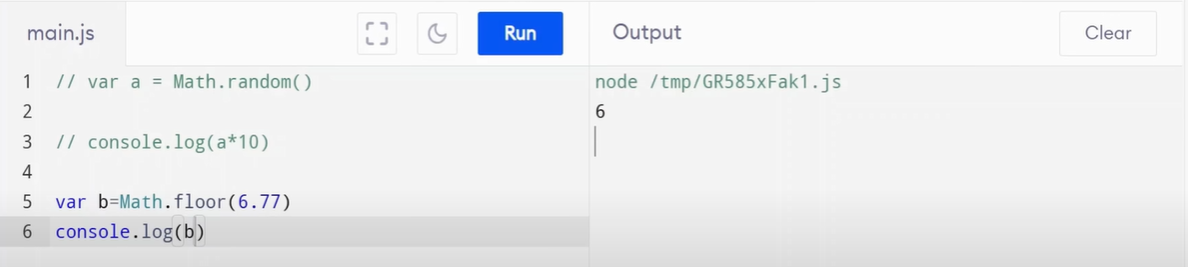 main.js
Run
Output
Clear
1 // var a = Math.random()
2
3 // console.log(a*10)
4
5 var b=Math.floor(6.77)
6 console.log(b)
node /tmp/GR585xFak1.js
6